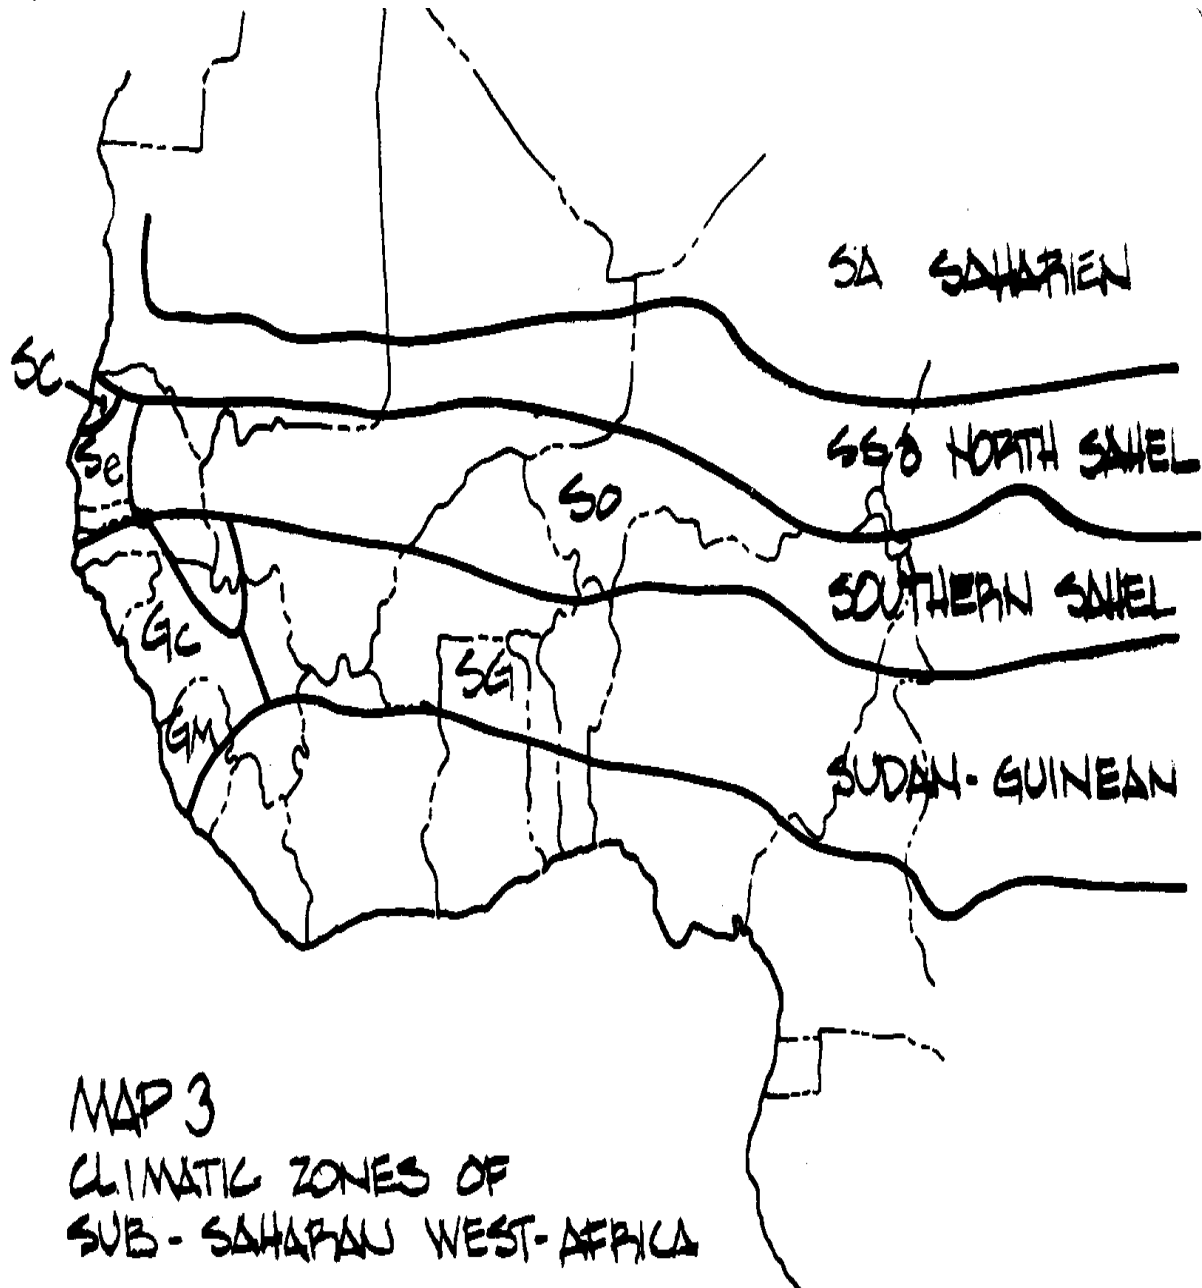 SA SAHARIEN
Sc
Se
NORTH SAHEL
So
SOUTHERN SAHEL
Gc
SG
GM
SUDAN-GUINEAN
MAP 3
CLIMATIC ZONES OF
SUB-SAHARAN WEST-AFRICA